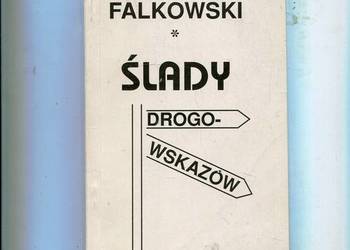 FALKOWSKI
*
ŚLADY
DROGO-
WSKAZÓW